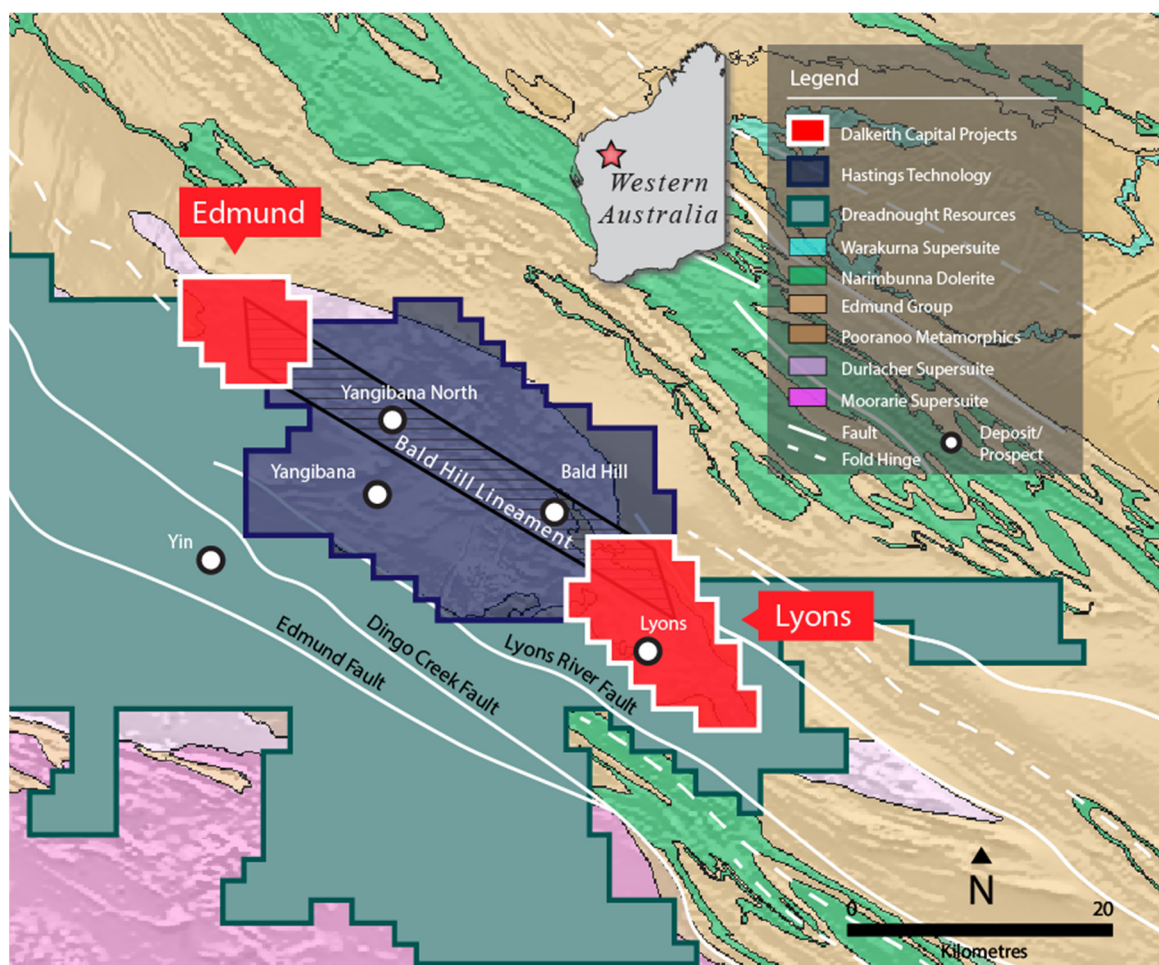 Legend
Dalkeith Capital Projects
Hastings Technology
Dreadnought Resources
Warakurna Supersuite
Narimbunna Dolerite
Edmund Group
Pooranoo Metamorphics
Durlacher Supersuite
Moorarie Supersuite
Fault
Fold Hinge
Deposit/
Prospect
Western
Australia
Edmund
Yangibana North
Bald Hill Lineament
Yangibana
Bald Hill
Yin
Lyons
Lyons
Edmund Fault
Dingo Creek Fault
Lyons River Fault
N
0
20
Kilometres